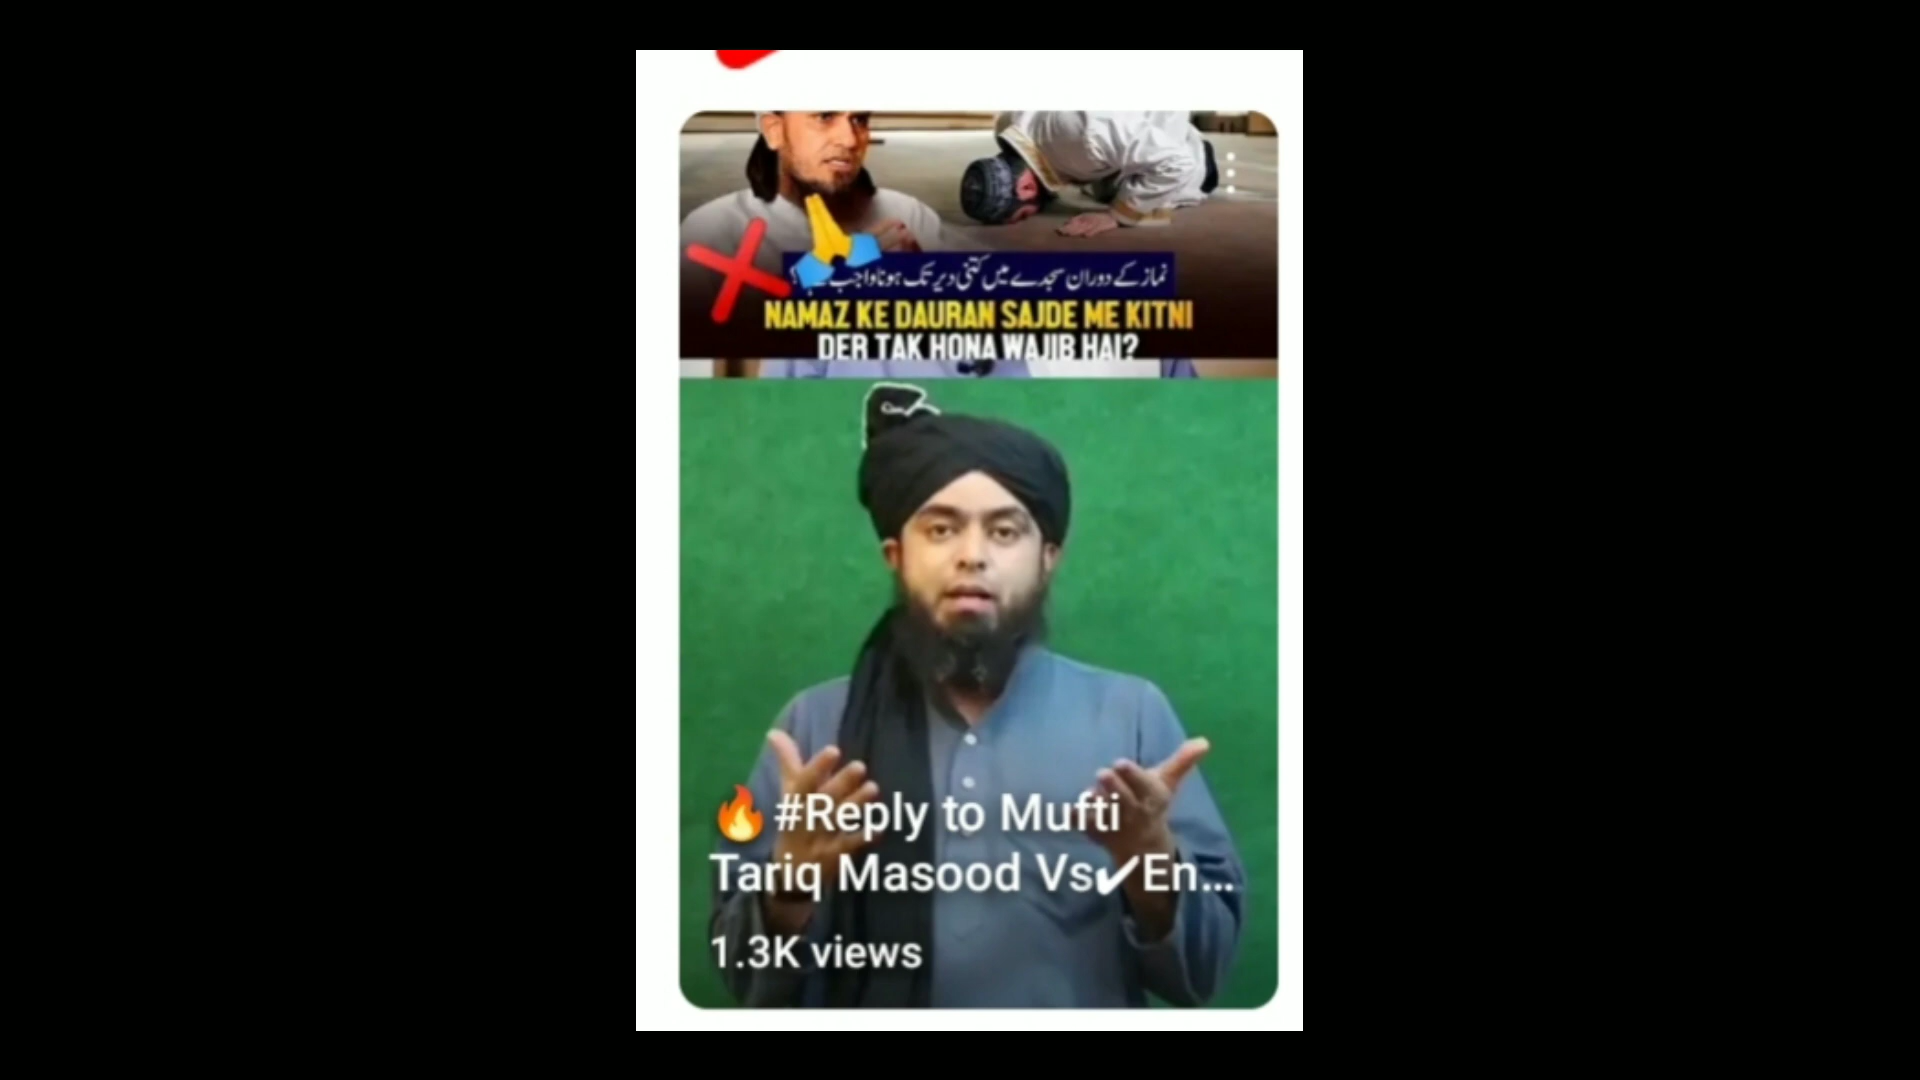 نماز کے دوران سجدے میں کتنی دیر تک ہونا واجب
NAMAZ KE DAURAN SAJDE ME KITNI
DER TAK HONA WAJIB HAI?
🔥#Reply to Mufti
Tariq Masood Vs✔En...
1.3K views